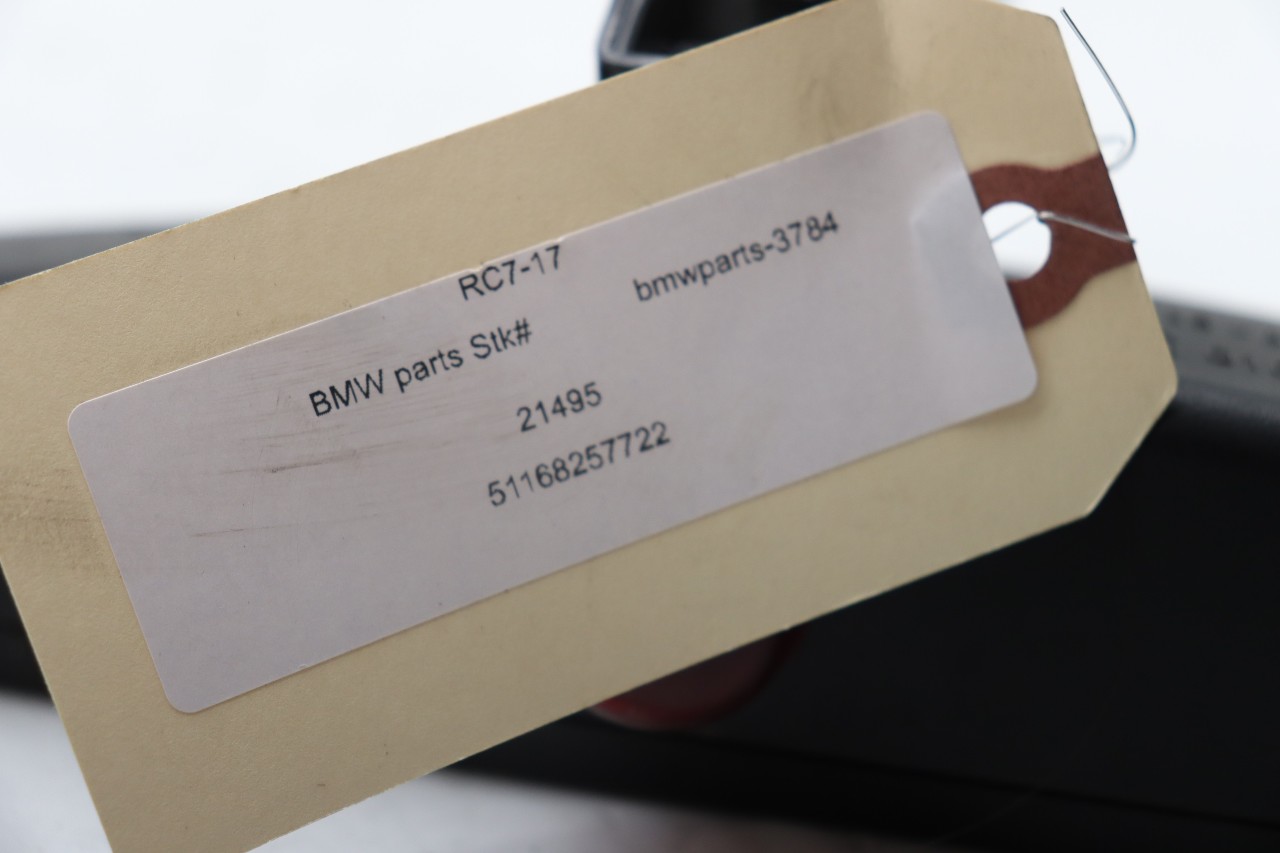 RC7-17
bmwparts-3784
BMW parts Stk#
21495
51168257722